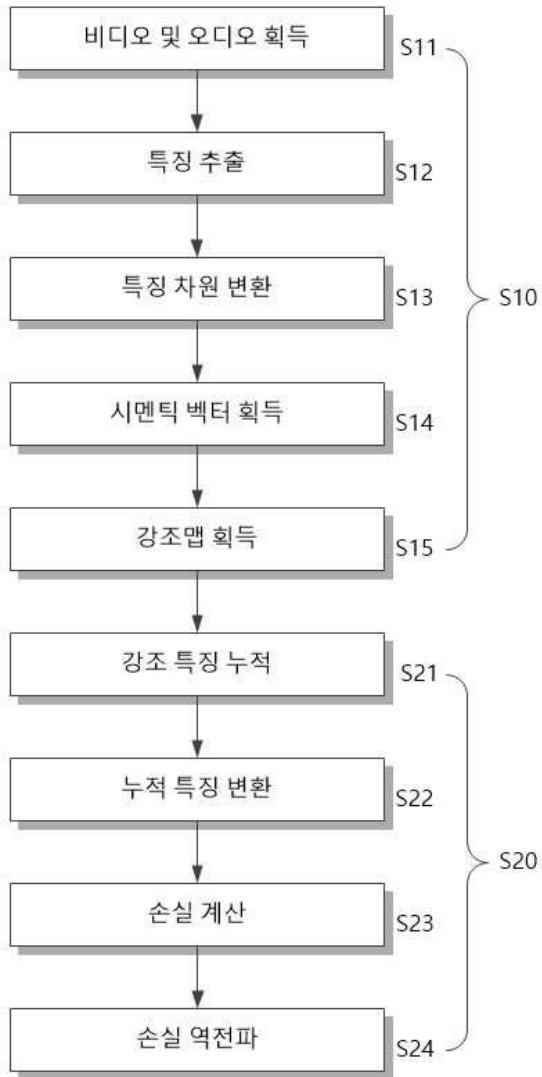 비디오 및 오디오 획득
S11
특징 추출
S12
특징 차원 변환
S13
S10
시멘틱 벡터 획득
S14
강조맵 획득
S15
강조 특징 누적
S21
누적 특징 변환
S22
S20
손실 계산
S23
손실 역전파
S24